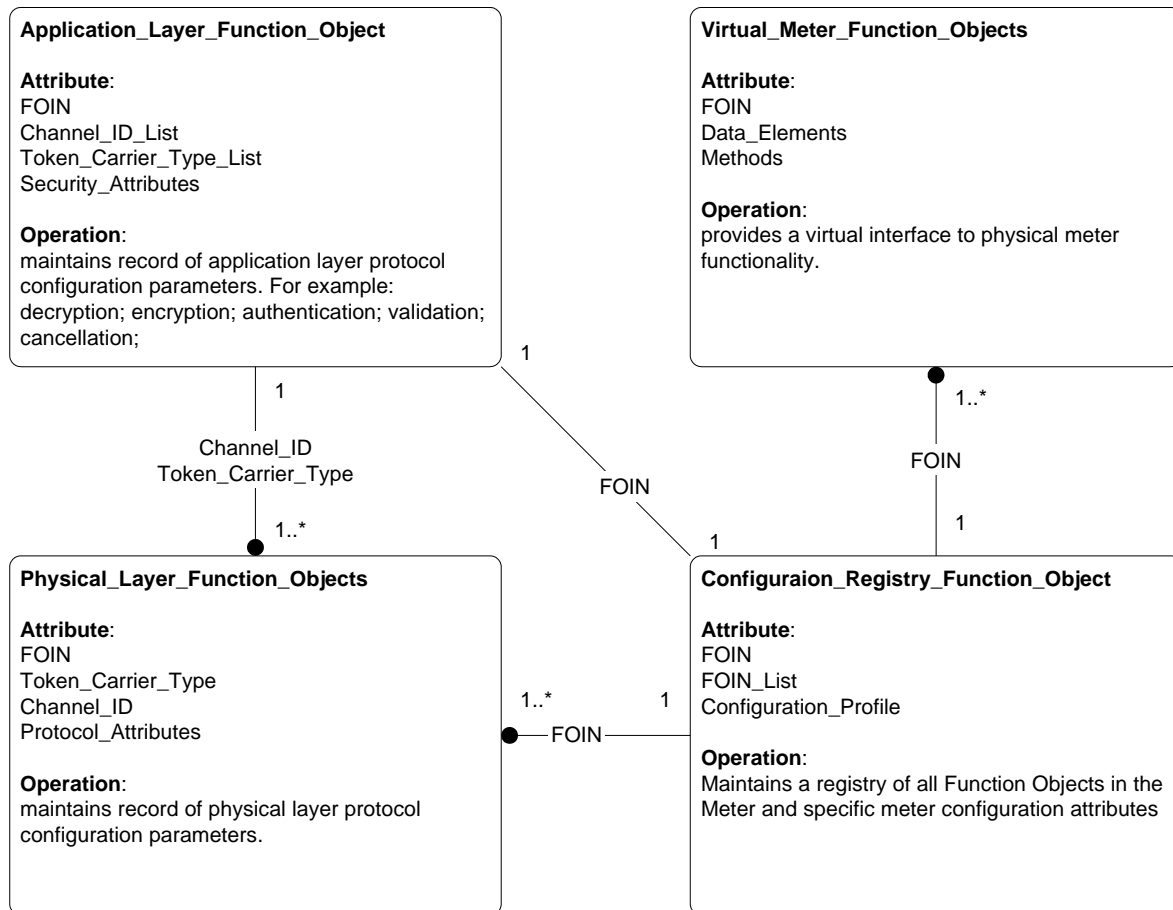 Application_Layer_Function_Object
Attribute:
FOIN
Channel_ID_List
Token_Carrier_Type_List
Security_Attributes
Operation:
maintains record of application layer protocol
configuration parameters. For example:
decryption; encryption; authentication; validation;
cancellation;
Virtual_Meter_Function_Objects
Attribute:
FOIN
Data_Elements
Methods
Operation:
provides a virtual interface to physical meter
functionality.
1
1
1..*
Channel_ID
Token_Carrier_Type
FOIN
FOIN
1..*
1
1
Physical_Layer_Function_Objects
Attribute:
FOIN
Token_Carrier_Type
Channel_ID
Protocol_Attributes
Operation:
maintains record of physical layer protocol
configuration parameters.
1..*
1
FOIN
Configuraion_Registry_Function_Object
Attribute:
FOIN
FOIN_List
Configuration_Profile
Operation:
Maintains a registry of all Function Objects in the
Meter and specific meter configuration attributes